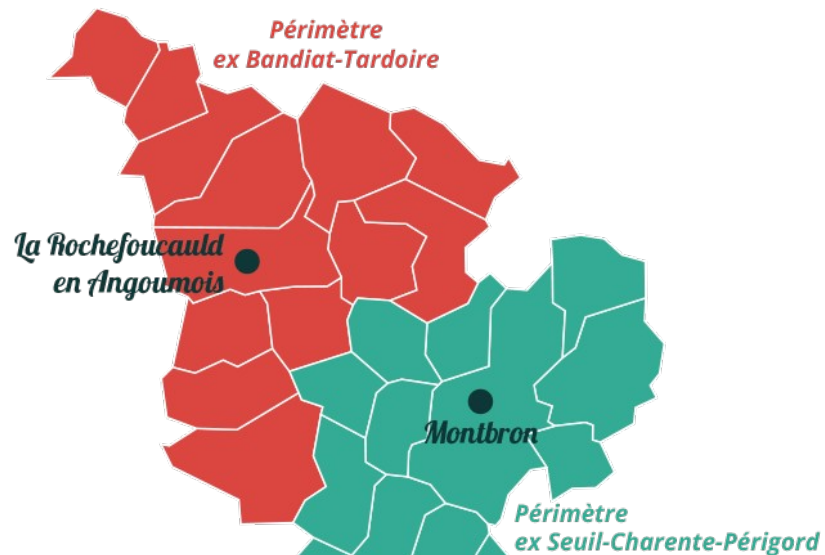 Périmètre
ex Bandiat-Tardoire
La Rochefoucauld
en Angoumois
Montbron
Périmètre
ex Seuil-Charente-Périgord